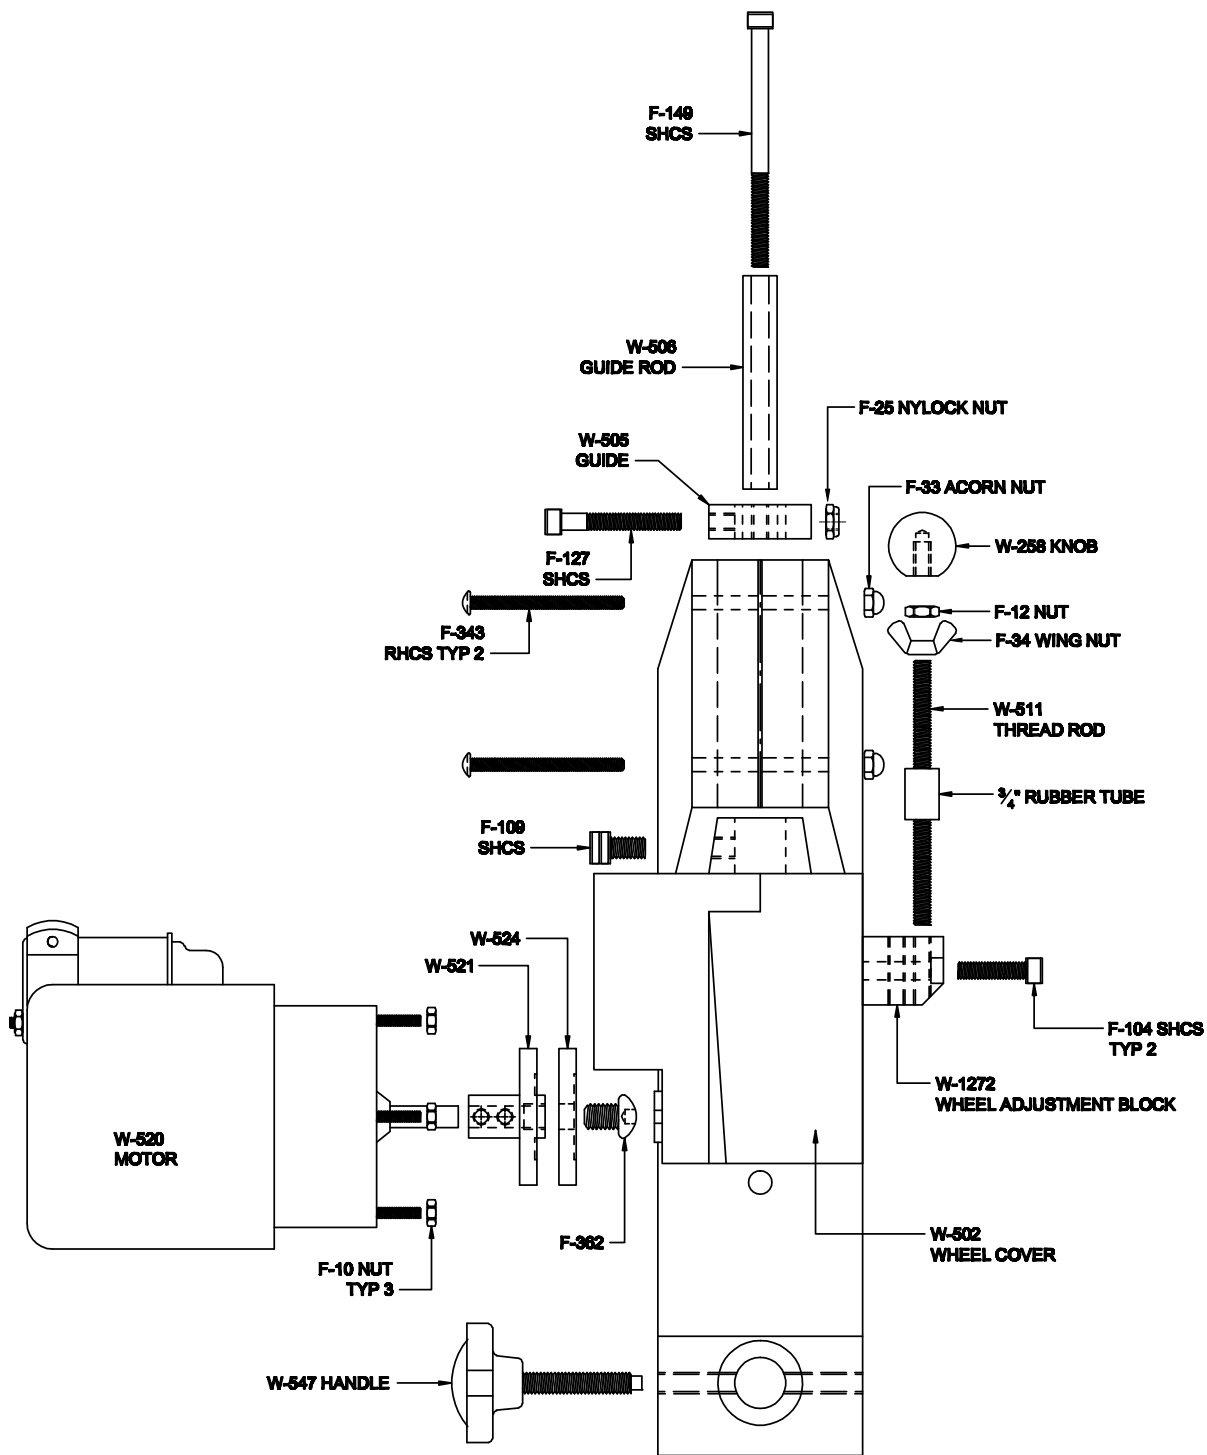 F-149
SHCS
W-506
GUIDE ROD
F-25 NYLOCK NUT
W-505
GUIDE
F-33 ACORN NUT
W-258 KNOB
F-127
SHCS
F-12 NUT
F-343
RHCS TYP 2
F-34 WING NUT
W-511
THREAD ROD
3/4" RUBBER TUBE
F-109
SHCS
W-524
W-521
F-104 SHCS
TYP 2
W-1272
WHEEL ADJUSTMENT BLOCK
W-520
MOTOR
F-362
W-502
WHEEL COVER
F-10 NUT
TYP 3
W-547 HANDLE